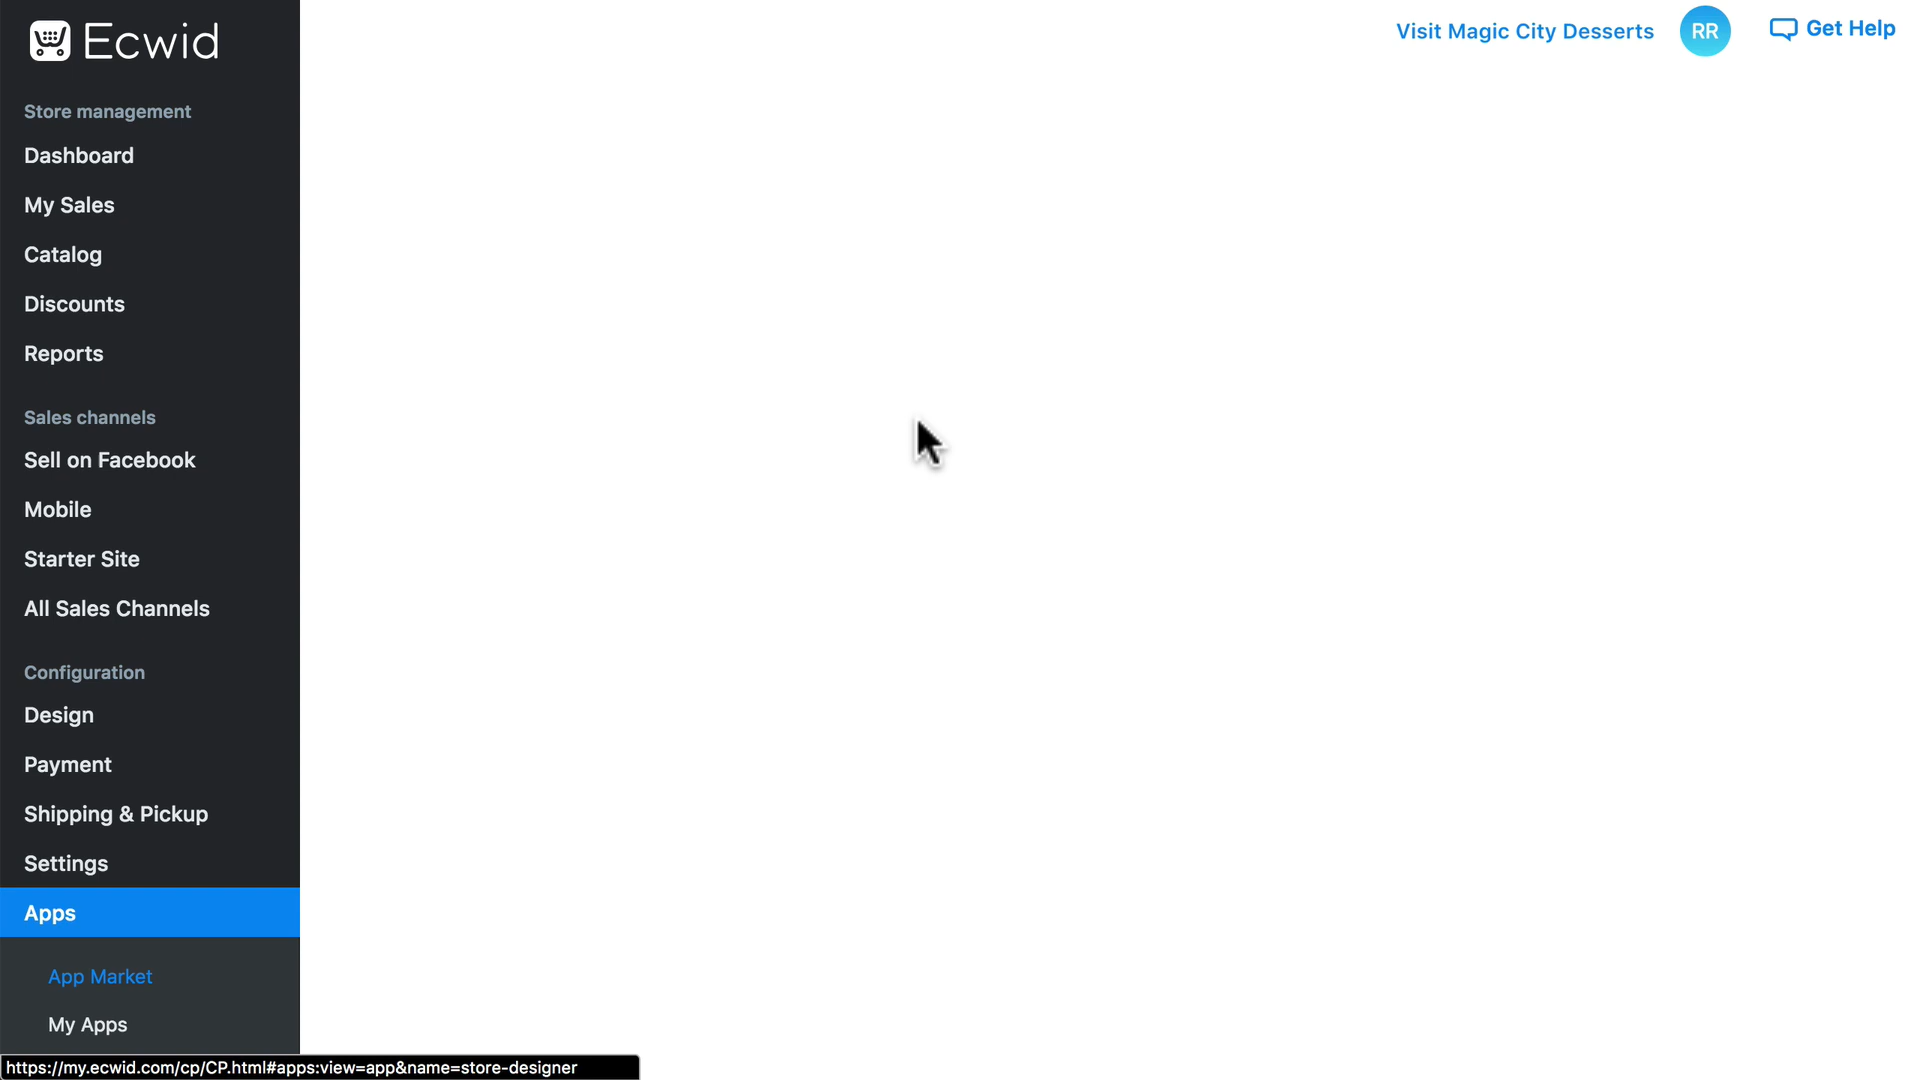 Ecwid
Visit Magic City Desserts
RR
Get Help
Store management
Dashboard
My Sales
Catalog
Discounts
Reports
Sales channels
Sell on Facebook
Mobile
Starter Site
All Sales Channels
Configuration
Design
Payment
Shipping & Pickup
Settings
Apps
App Market
My Apps
https://my.ecwid.com/cp/CP.html#apps:view=app&name=store-designer